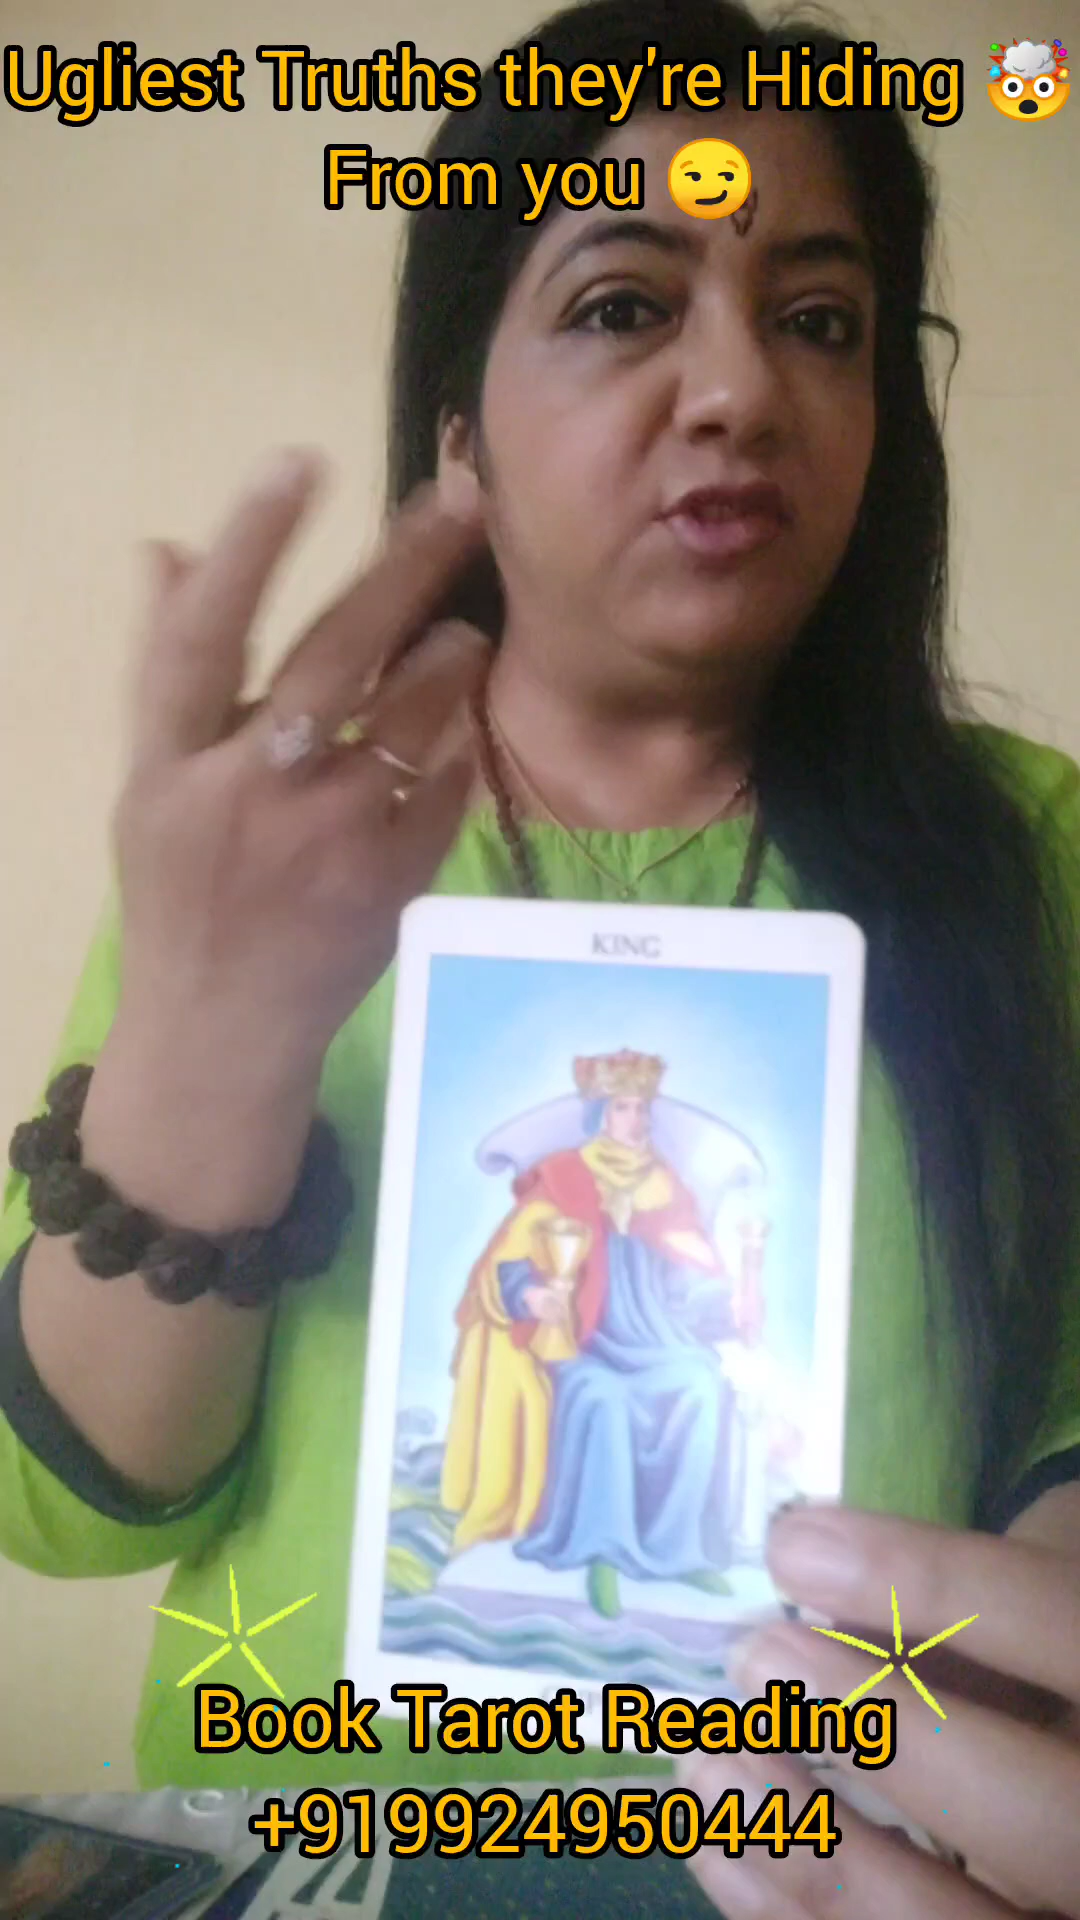 Ugliest Truths they're Hiding 🤯
From you 😏
KING
Book Tarot Reading
+919924950444